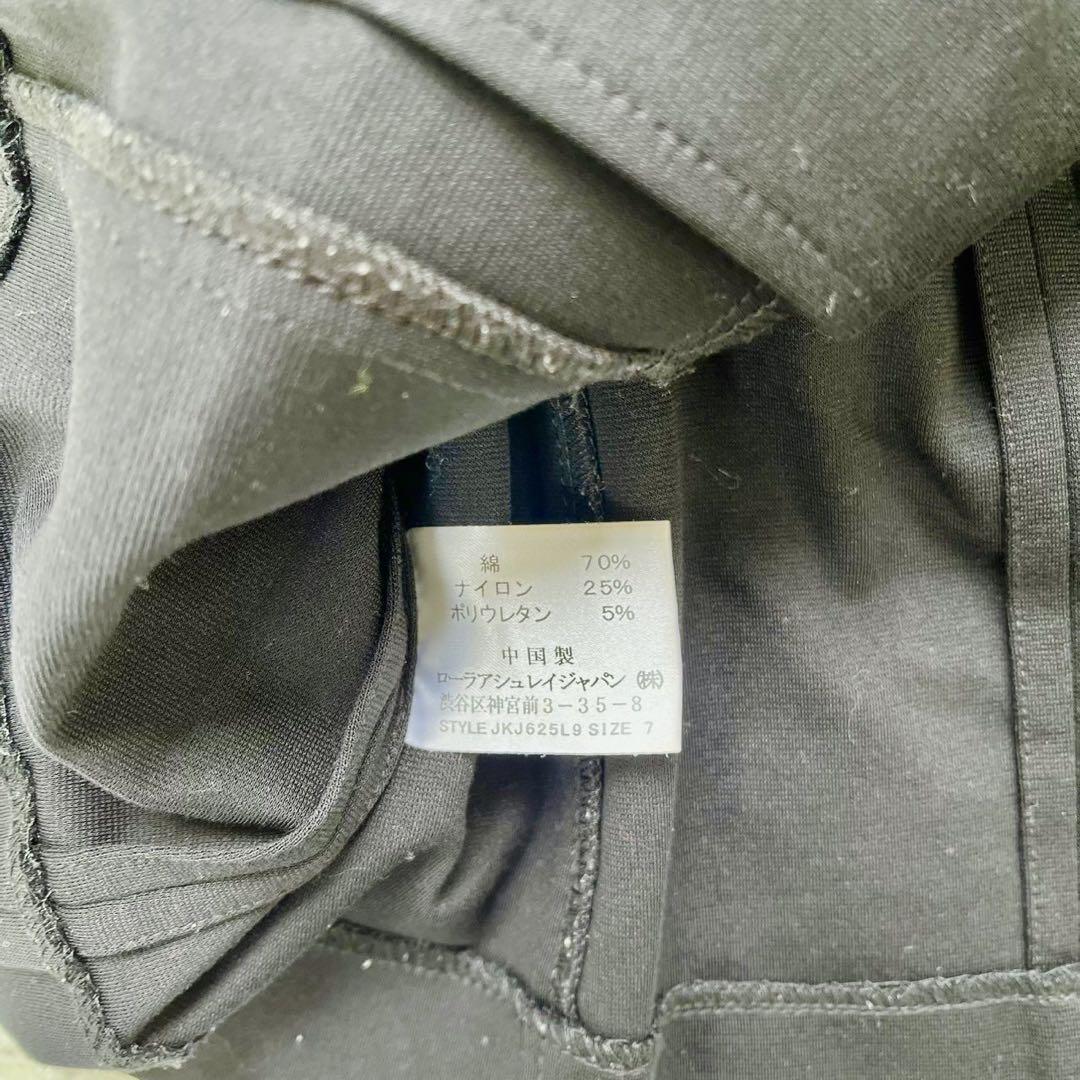 綿 70%
ナイロン 25%
ポリウレタン 5%
中国製
ローラアシュレイジャパン(株)
渋谷区神宮前3-35-8
STYLE JKJ625L9 SIZE 7